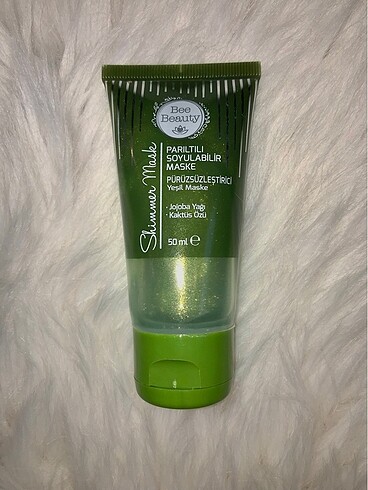 Bee
Beauty
Shimmer Mask
PARILTILI
SOYULABİLİR
MASKE
PÜRÜZSÜZLEŞTİRİCİ
Yeşil Maske
• Jojoba Yağı
• Kaktüs Özü
50 ml ℮